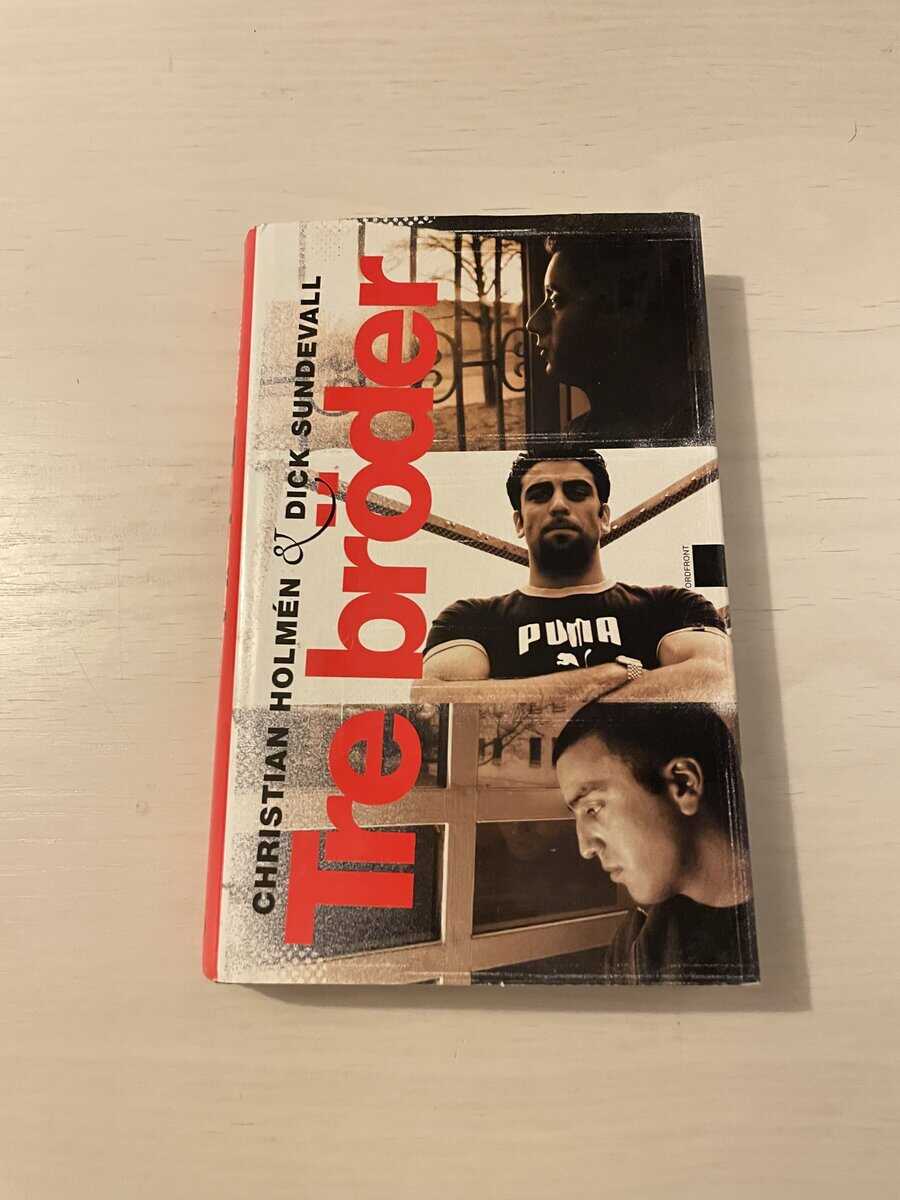 CHRISTIAN HOLMÉN & DICK SUNDEVALL
Tre bröder
PUMA
ORDFRONT